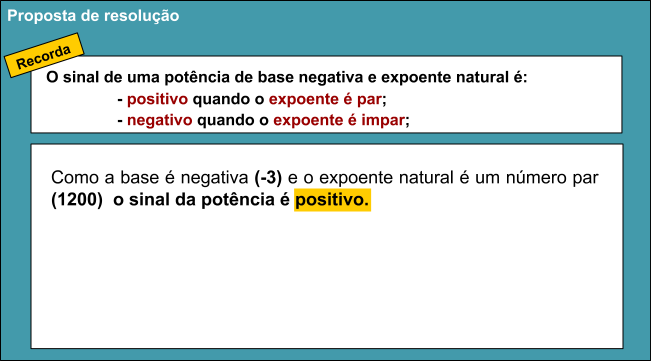 Proposta de resolução
Recorda
O sinal de uma potência de base negativa e expoente natural é:
- positivo quando o expoente é par;
- negativo quando o expoente é impar;
Como a base é negativa (-3) e o expoente natural é um número par
(1200) o sinal da potência é positivo.